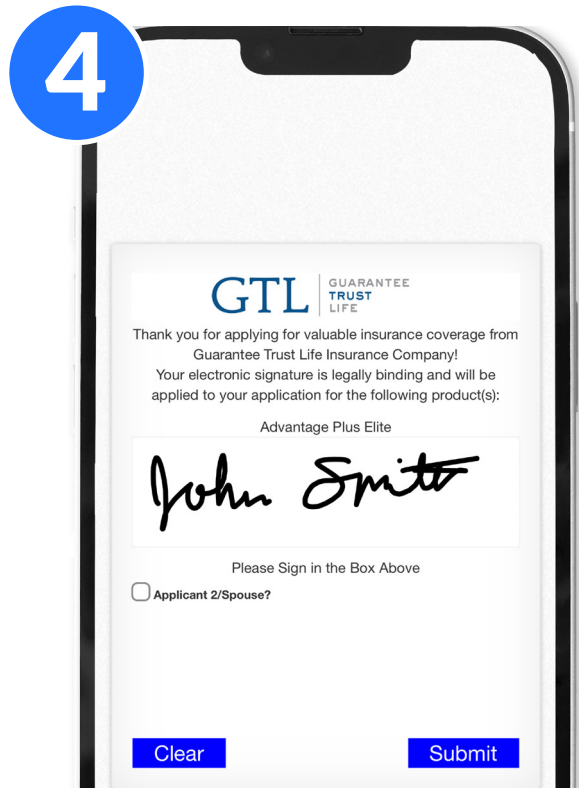 4
GTL
GUARANTEE
TRUST
LIFE
Thank you for applying for valuable insurance coverage from
Guarantee Trust Life Insurance Company!
Your electronic signature is legally binding and will be
applied to your application for the following product(s):
Advantage Plus Elite
John Smith
Please Sign in the Box Above
Applicant 2/Spouse?
Clear
Submit